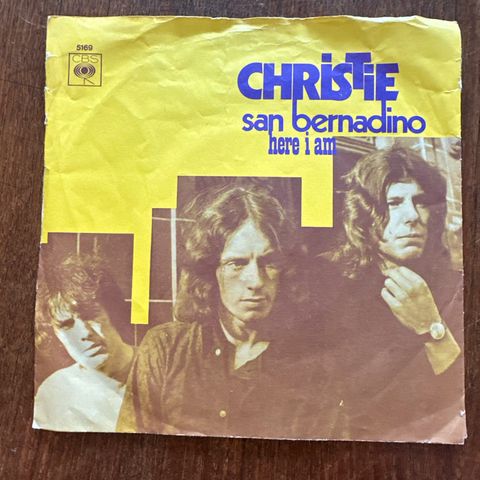 5169
CBS
CHRISTIE
san bernadino
here i am